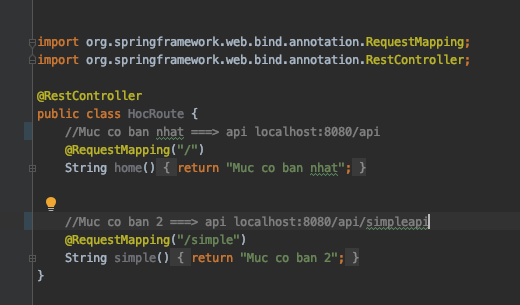 import org.springframework.web.bind.annotation.RequestMapping;
import org.springframework.web.bind.annotation.RestController;
@RestController
public class HocRoute {
//Muc co ban nhat ===> api localhost:8080/api
@RequestMapping("/")
String home() { return "Muc co ban nhat"; }
//Muc co ban 2 ===> api localhost:8080/api/simpleapi
@RequestMapping("/simple")
String simple() { return "Muc co ban 2"; }
}